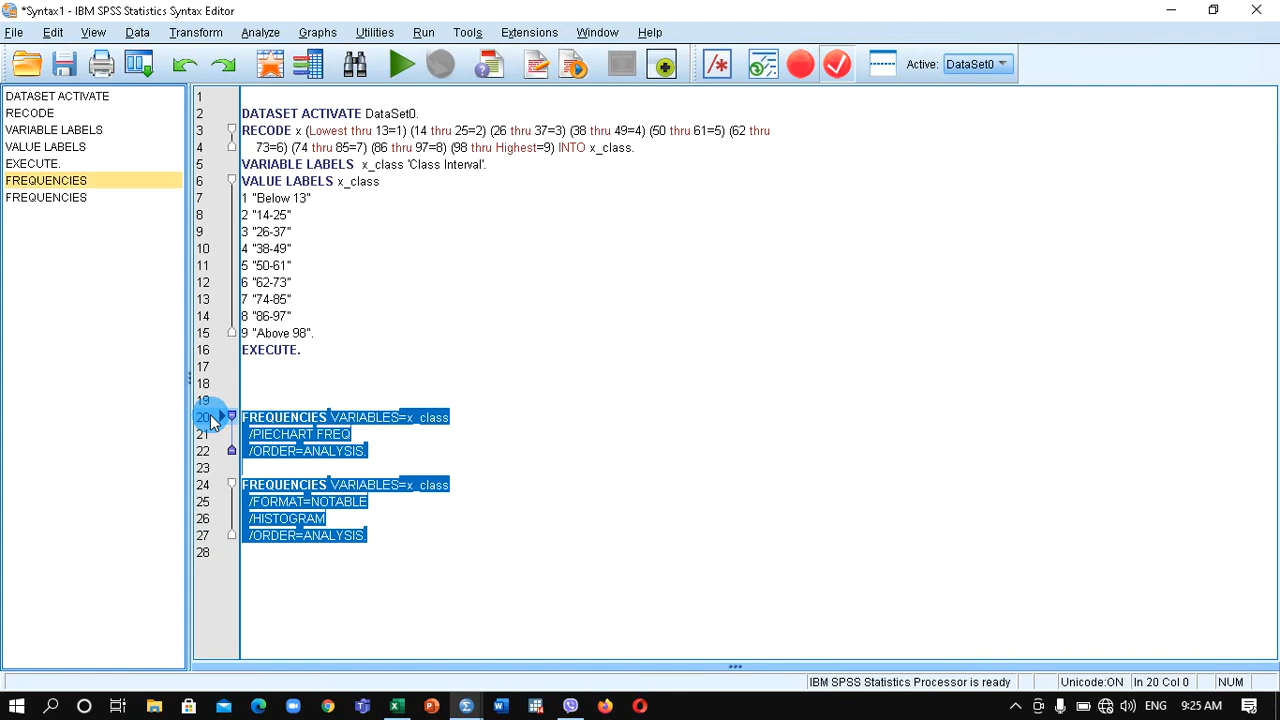 *Syntax1 - IBM SPSS Statistics Syntax Editor
File Edit View Data Transform Analyze Graphs Utilities Run Tools Extensions Window Help
Active: DataSet0
DATASET ACTIVATE
RECODE
VARIABLE LABELS
VALUE LABELS
EXECUTE.
FREQUENCIES
FREQUENCIES
1
2 DATASET ACTIVATE DataSet0.
3 RECODE x (Lowest thru 13=1) (14 thru 25=2) (26 thru 37=3) (38 thru 49=4) (50 thru 61=5) (62 thru
4 73=6) (74 thru 85=7) (86 thru 97=8) (98 thru Highest=9) INTO x_class.
5 VARIABLE LABELS x_class 'Class Interval'.
6 VALUE LABELS x_class
7 1 "Below 13"
8 2 "14-25"
9 3 "26-37"
10 4 "38-49"
11 5 "50-61"
12 6 "62-73"
13 7 "74-85"
14 8 "86-97"
15 9 "Above 98".
16 EXECUTE.
17
18
19
20 FREQUENCIES VARIABLES=x_class
21 /PIECHART FREQ
22 /ORDER=ANALYSIS.
23
24 FREQUENCIES VARIABLES=x_class
25 /FORMAT=NOTABLE
26 /HISTOGRAM
27 /ORDER=ANALYSIS.
28
IBM SPSS Statistics Processor is ready Unicode:ON In 20 Col 0 NUM
ENG 9:25 AM